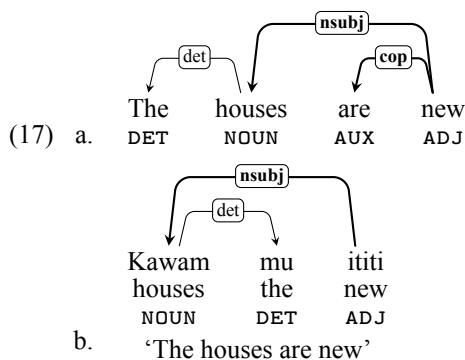 nsubj
det cop
The houses are new
(17) a. DET NOUN AUX ADJ
nsubj
det
Kawam mu ititi
houses the new
NOUN DET ADJ
b. ‘The houses are new’